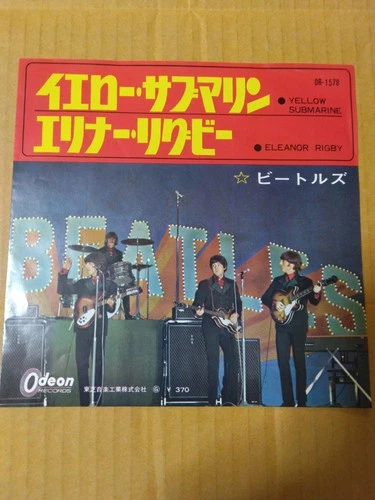 OR-1578
イエロー・サブマリン
● YELLOW
SUBMARINE
エリナー・リグビー
● ELEANOR RIGBY
☆ ビートルズ
BEATLES
Odeon
RECORDS
東芝音楽工業株式会社 Ⓖ ¥ 370